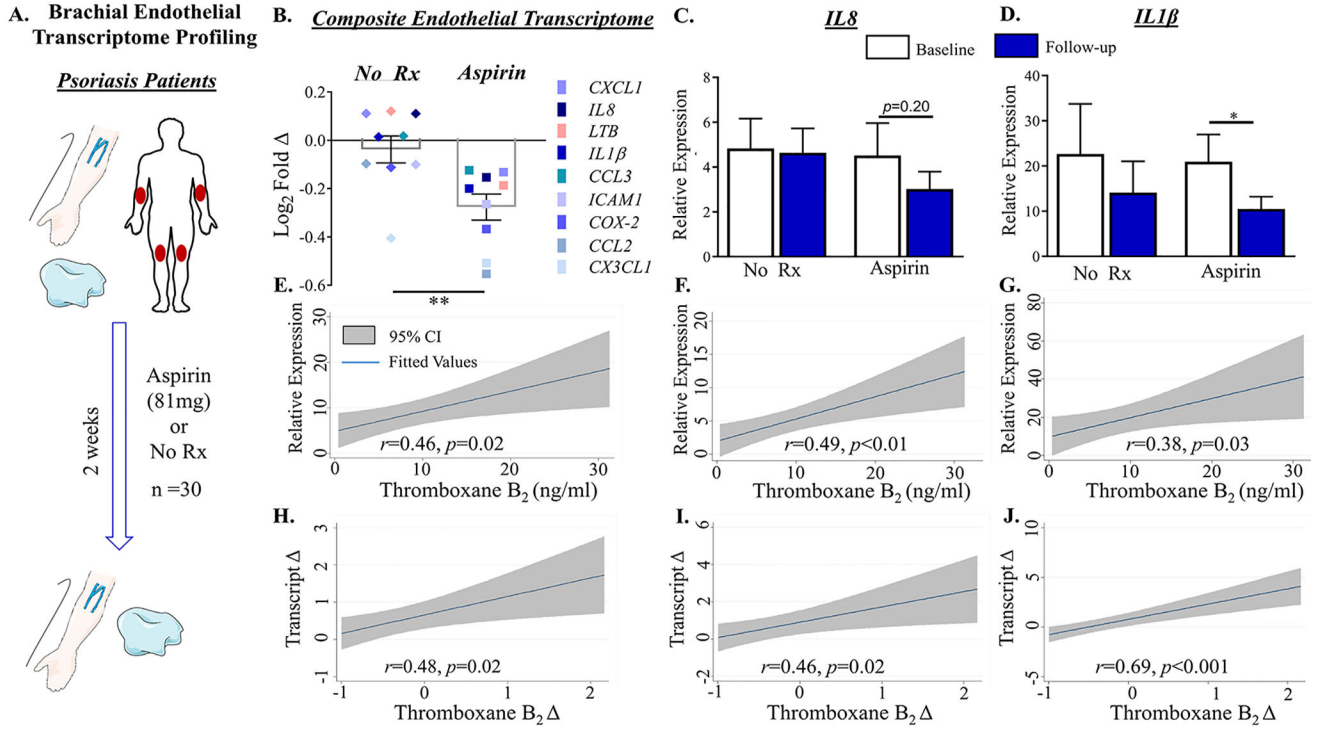 A.
Brachial Endothelial
Transcriptome Profiling
Psoriasis Patients
2 weeks
Aspirin
(81mg)
or
No Rx
n =30
B.
Composite Endothelial Transcriptome
No Rx
Aspirin
Log2 Fold Δ
0.2
0.0
-0.2
-0.4
-0.6
**
CXCL1
IL8
LTB
IL1β
CCL3
ICAM1
COX-2
CCL2
CX3CL1
C.
IL8
Baseline
Follow-up
Relative Expression
8
6
4
2
0
p=0.20
No Rx
Aspirin
D.
IL1β
Relative Expression
40
30
20
10
0
*
No Rx
Aspirin
E.
Relative Expression
30
20
10
0
95% CI
Fitted Values
r=0.46, p=0.02
0 10 20 30
Thromboxane B2 (ng/ml)
F.
Relative Expression
20
15
10
5
0
r=0.49, p<0.01
0 10 20 30
Thromboxane B2 (ng/ml)
G.
Relative Expression
80
60
40
20
0
r=0.38, p=0.03
0 10 20 30
Thromboxane B2 (ng/ml)
H.
Transcript Δ
3
2
1
0
-1
r=0.48, p=0.02
-1 0 1 2
Thromboxane B2 Δ
I.
Transcript Δ
6
4
2
0
-2
r=0.46, p=0.02
-1 0 1 2
Thromboxane B2 Δ
J.
Transcript Δ
10
5
0
-5
r=0.69, p<0.001
-1 0 1 2
Thromboxane B2 Δ